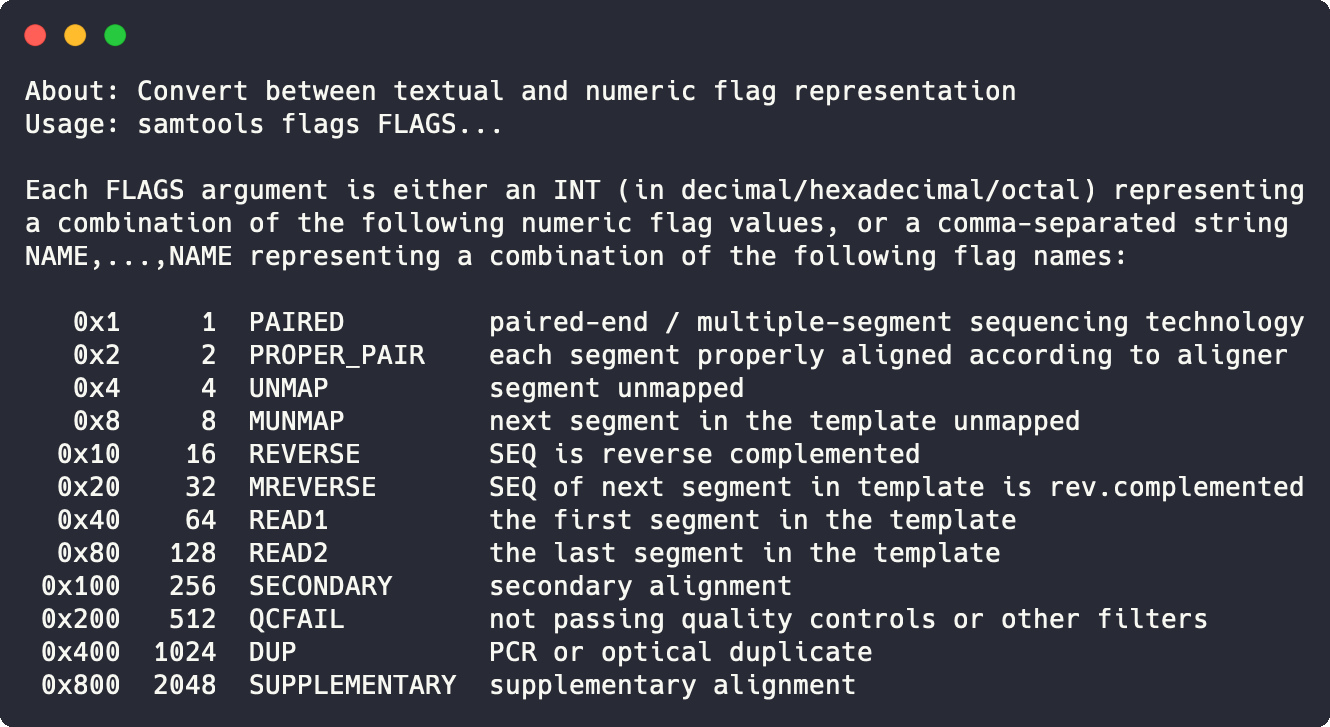 About: Convert between textual and numeric flag representation
Usage: samtools flags FLAGS...
Each FLAGS argument is either an INT (in decimal/hexadecimal/octal) representing
a combination of the following numeric flag values, or a comma-separated string
NAME,...,NAME representing a combination of the following flag names:
0x1 1 PAIRED paired-end / multiple-segment sequencing technology
0x2 2 PROPER_PAIR each segment properly aligned according to aligner
0x4 4 UNMAP segment unmapped
0x8 8 MUNMAP next segment in the template unmapped
0x10 16 REVERSE SEQ is reverse complemented
0x20 32 MREVERSE SEQ of next segment in template is rev.complemented
0x40 64 READ1 the first segment in the template
0x80 128 READ2 the last segment in the template
0x100 256 SECONDARY secondary alignment
0x200 512 QCFAIL not passing quality controls or other filters
0x400 1024 DUP PCR or optical duplicate
0x800 2048 SUPPLEMENTARY supplementary alignment